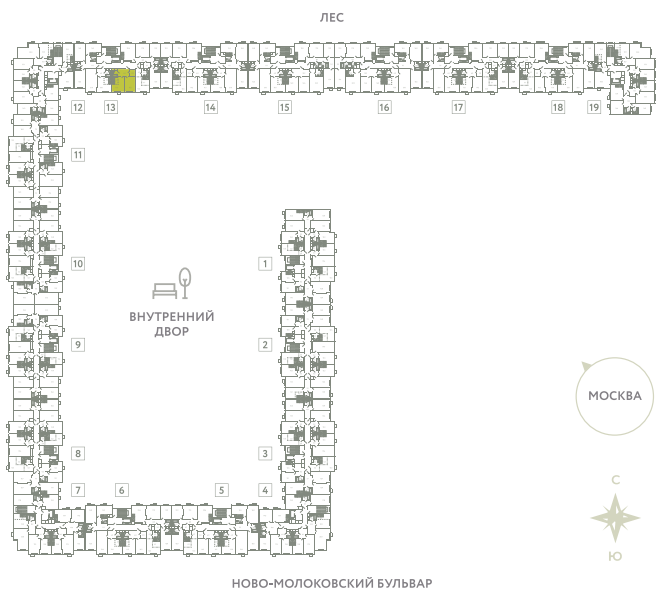 ЛЕС
12 13 14 15 16 17 18 19
11
10 1
ВНУТРЕННИЙ
ДВОР
9 2
МОСКВА
8 3
7 6 5 4
С
Ю
НОВО-МОЛОКОВСКИЙ БУЛЬВАР